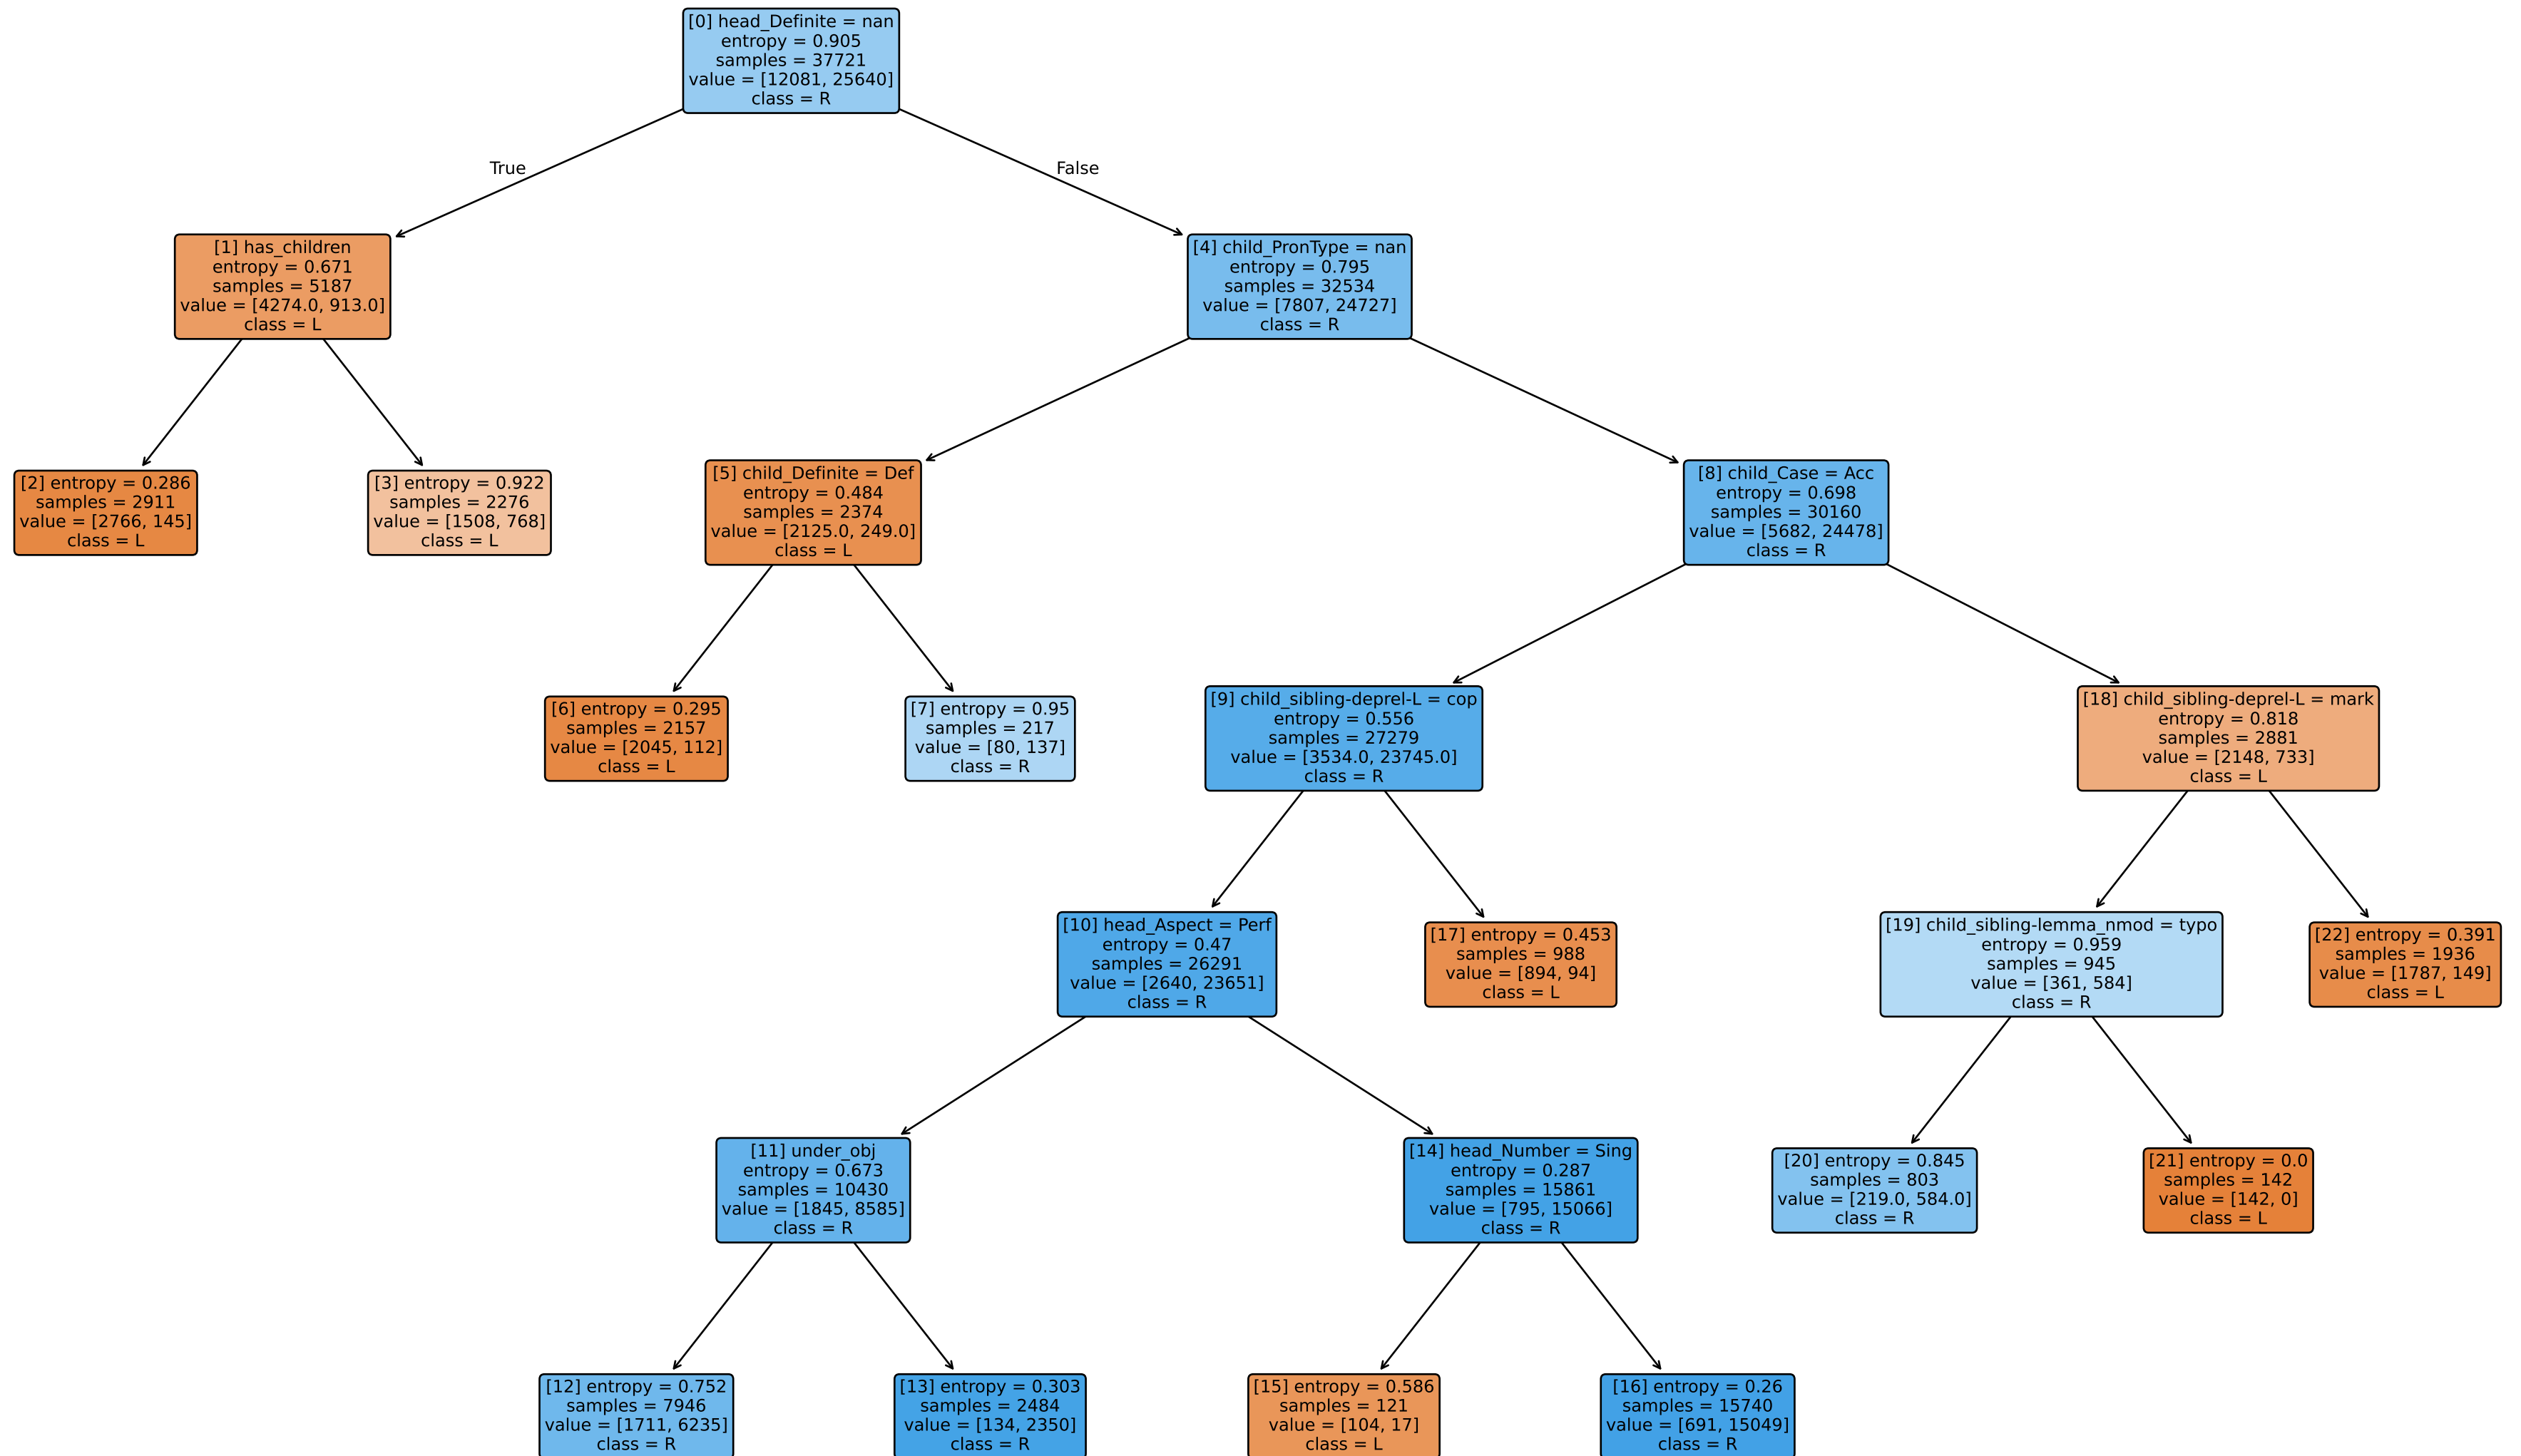 [0] head_Definite = nan
entropy = 0.905
samples = 37721
value = [12081, 25640]
class = R
True
False
[1] has_children
entropy = 0.671
samples = 5187
value = [4274.0, 913.0]
class = L
[4] child_PronType = nan
entropy = 0.795
samples = 32534
value = [7807, 24727]
class = R
[2] entropy = 0.286
samples = 2911
value = [2766, 145]
class = L
[3] entropy = 0.922
samples = 2276
value = [1508, 768]
class = L
[5] child_Definite = Def
entropy = 0.484
samples = 2374
value = [2125.0, 249.0]
class = L
[8] child_Case = Acc
entropy = 0.698
samples = 30160
value = [5682, 24478]
class = R
[6] entropy = 0.295
samples = 2157
value = [2045, 112]
class = L
[7] entropy = 0.95
samples = 217
value = [80, 137]
class = R
[9] child_sibling-deprel-L = cop
entropy = 0.556
samples = 27279
value = [3534.0, 23745.0]
class = R
[18] child_sibling-deprel-L = mark
entropy = 0.818
samples = 2881
value = [2148, 733]
class = L
[10] head_Aspect = Perf
entropy = 0.47
samples = 26291
value = [2640, 23651]
class = R
[17] entropy = 0.453
samples = 988
value = [894, 94]
class = L
[19] child_sibling-lemma_nmod = typo
entropy = 0.959
samples = 945
value = [361, 584]
class = R
[22] entropy = 0.391
samples = 1936
value = [1787, 149]
class = L
[11] under_obj
entropy = 0.673
samples = 10430
value = [1845, 8585]
class = R
[14] head_Number = Sing
entropy = 0.287
samples = 15861
value = [795, 15066]
class = R
[20] entropy = 0.845
samples = 803
value = [219.0, 584.0]
class = R
[21] entropy = 0.0
samples = 142
value = [142, 0]
class = L
[12] entropy = 0.752
samples = 7946
value = [1711, 6235]
class = R
[13] entropy = 0.303
samples = 2484
value = [134, 2350]
class = R
[15] entropy = 0.586
samples = 121
value = [104, 17]
class = L
[16] entropy = 0.26
samples = 15740
value = [691, 15049]
class = R